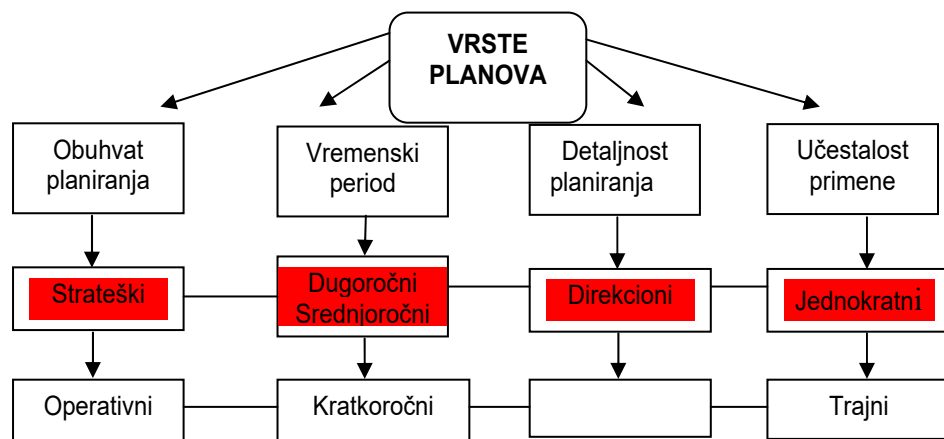 VRSTE
PLANOVA
Obuhvat
planiranja
Vremenski
period
Detaljnost
planiranja
Učestalost
primene
Strateški
Dugoročni
Srednjoročni
Direkcioni
Jednokratni
Operativni
Kratkoročni
Trajni